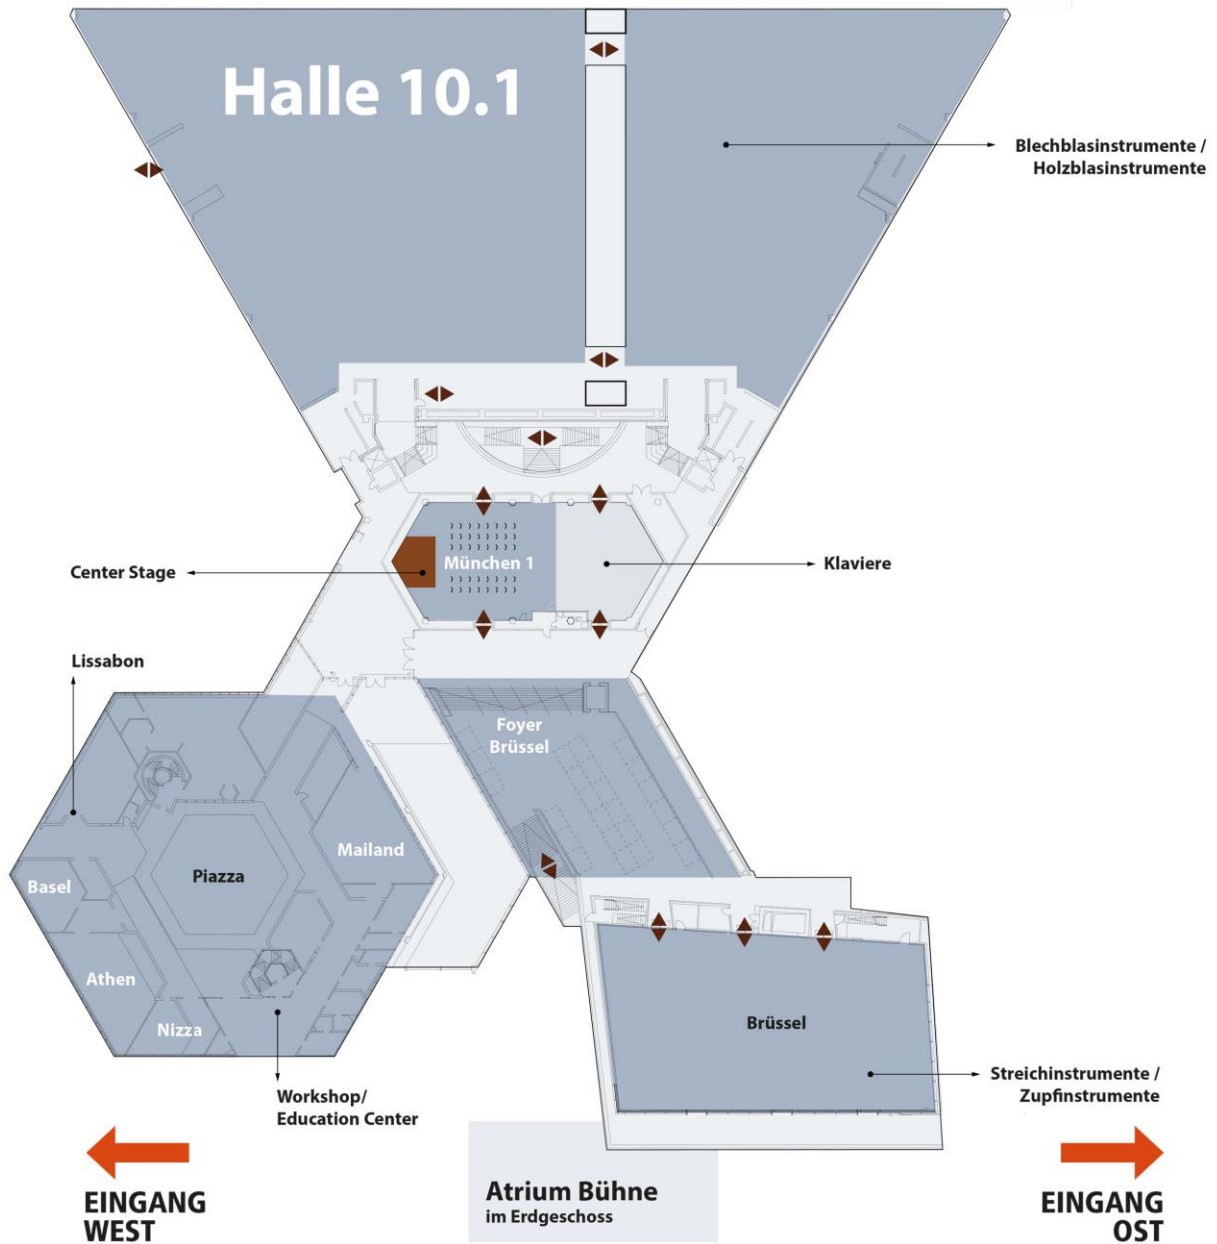 Halle 10.1
Blechblasinstrumente /
Holzblasinstrumente
Center Stage
München 1
Klaviere
Lissabon
Foyer
Brüssel
Mailand
Piazza
Basel
Athen
Nizza
Brüssel
Streichinstrumente /
Zupfinstrumente
Workshop/
Education Center
EINGANG
WEST
Atrium Bühne
im Erdgeschoss
EINGANG
OST